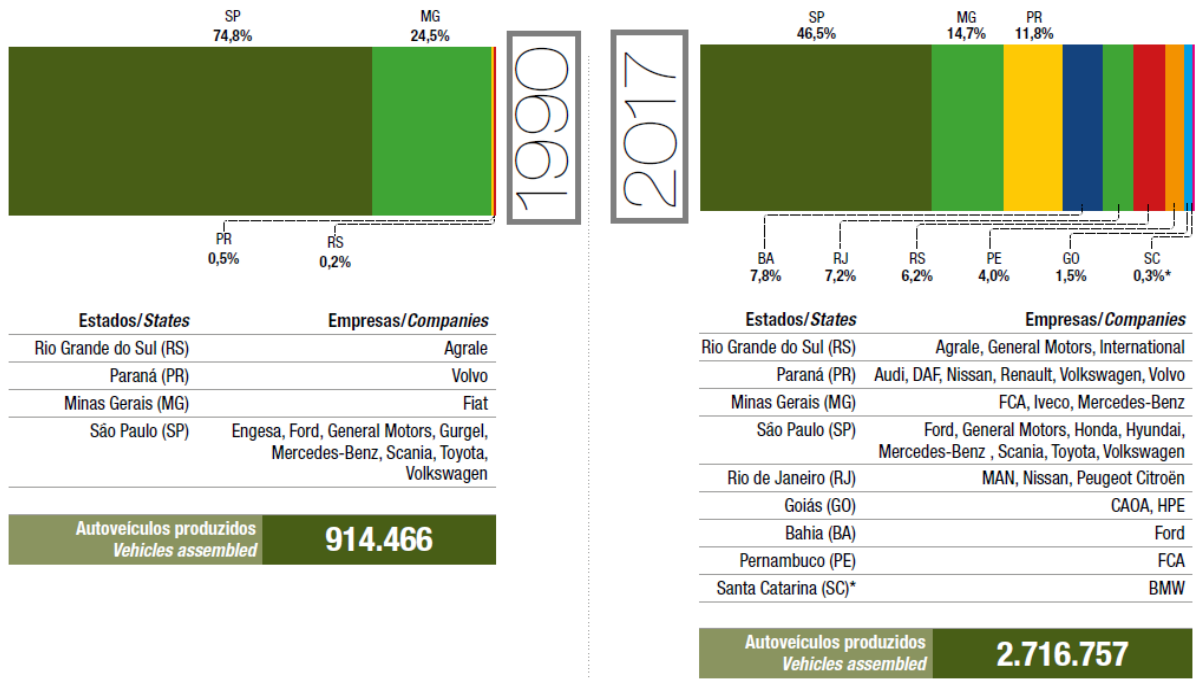 SP
74,8%
MG
24,5%
1990
PR
0,5%
RS
0,2%
Estados/States Empresas/Companies
Rio Grande do Sul (RS) Agrale
Paraná (PR) Volvo
Minas Gerais (MG) Fiat
São Paulo (SP) Engesa, Ford, General Motors, Gurgel,
Mercedes-Benz, Scania, Toyota,
Volkswagen
Autoveículos produzidos
Vehicles assembled
914.466
2017
SP
46,5%
MG
14,7%
PR
11,8%
BA
7,8%
RJ
7,2%
RS
6,2%
PE
4,0%
GO
1,5%
SC
0,3%*
Estados/States Empresas/Companies
Rio Grande do Sul (RS) Agrale, General Motors, International
Paraná (PR) Audi, DAF, Nissan, Renault, Volkswagen, Volvo
Minas Gerais (MG) FCA, Iveco, Mercedes-Benz
São Paulo (SP) Ford, General Motors, Honda, Hyundai,
Mercedes-Benz , Scania, Toyota, Volkswagen
Rio de Janeiro (RJ) MAN, Nissan, Peugeot Citroën
Goiás (GO) CAOA, HPE
Bahia (BA) Ford
Pernambuco (PE) FCA
Santa Catarina (SC)* BMW
Autoveículos produzidos
Vehicles assembled
2.716.757